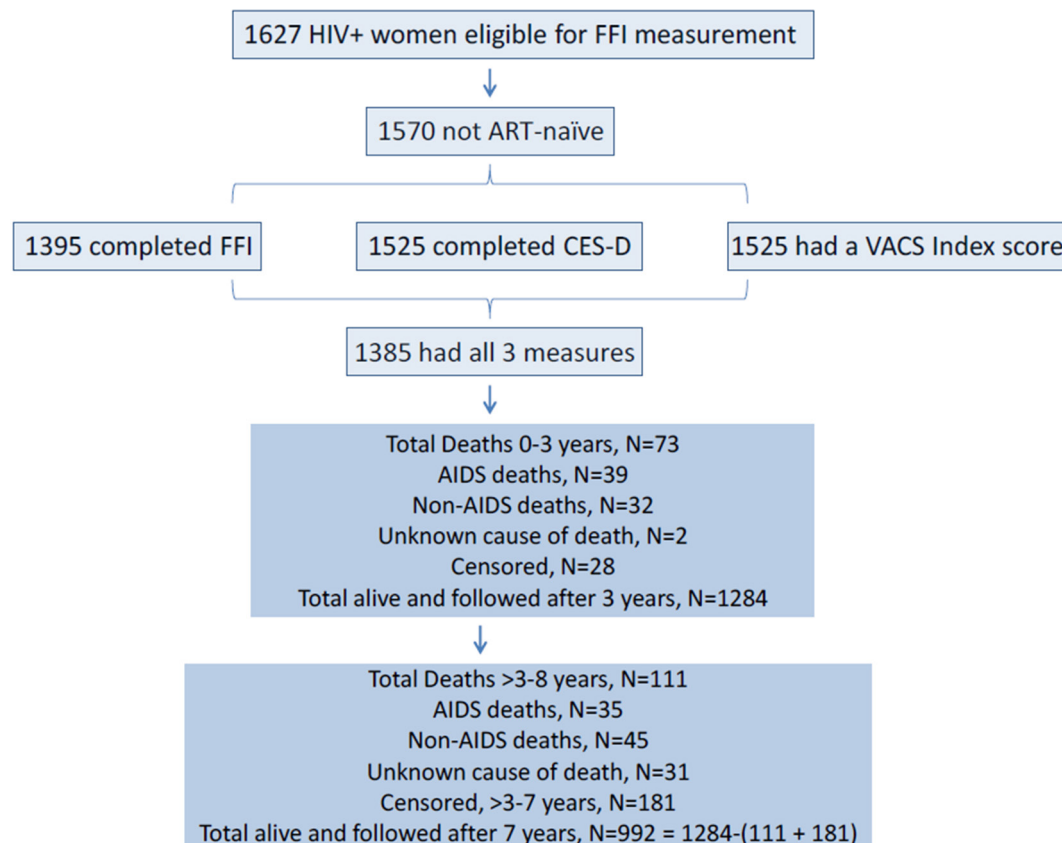 1627 HIV+ women eligible for FFI measurement
1570 not ART-naïve
1395 completed FFI
1525 completed CES-D
1525 had a VACS Index score
1385 had all 3 measures
Total Deaths 0-3 years, N=73
AIDS deaths, N=39
Non-AIDS deaths, N=32
Unknown cause of death, N=2
Censored, N=28
Total alive and followed after 3 years, N=1284
Total Deaths >3-8 years, N=111
AIDS deaths, N=35
Non-AIDS deaths, N=45
Unknown cause of death, N=31
Censored, >3-7 years, N=181
Total alive and followed after 7 years, N=992 = 1284-(111 + 181)